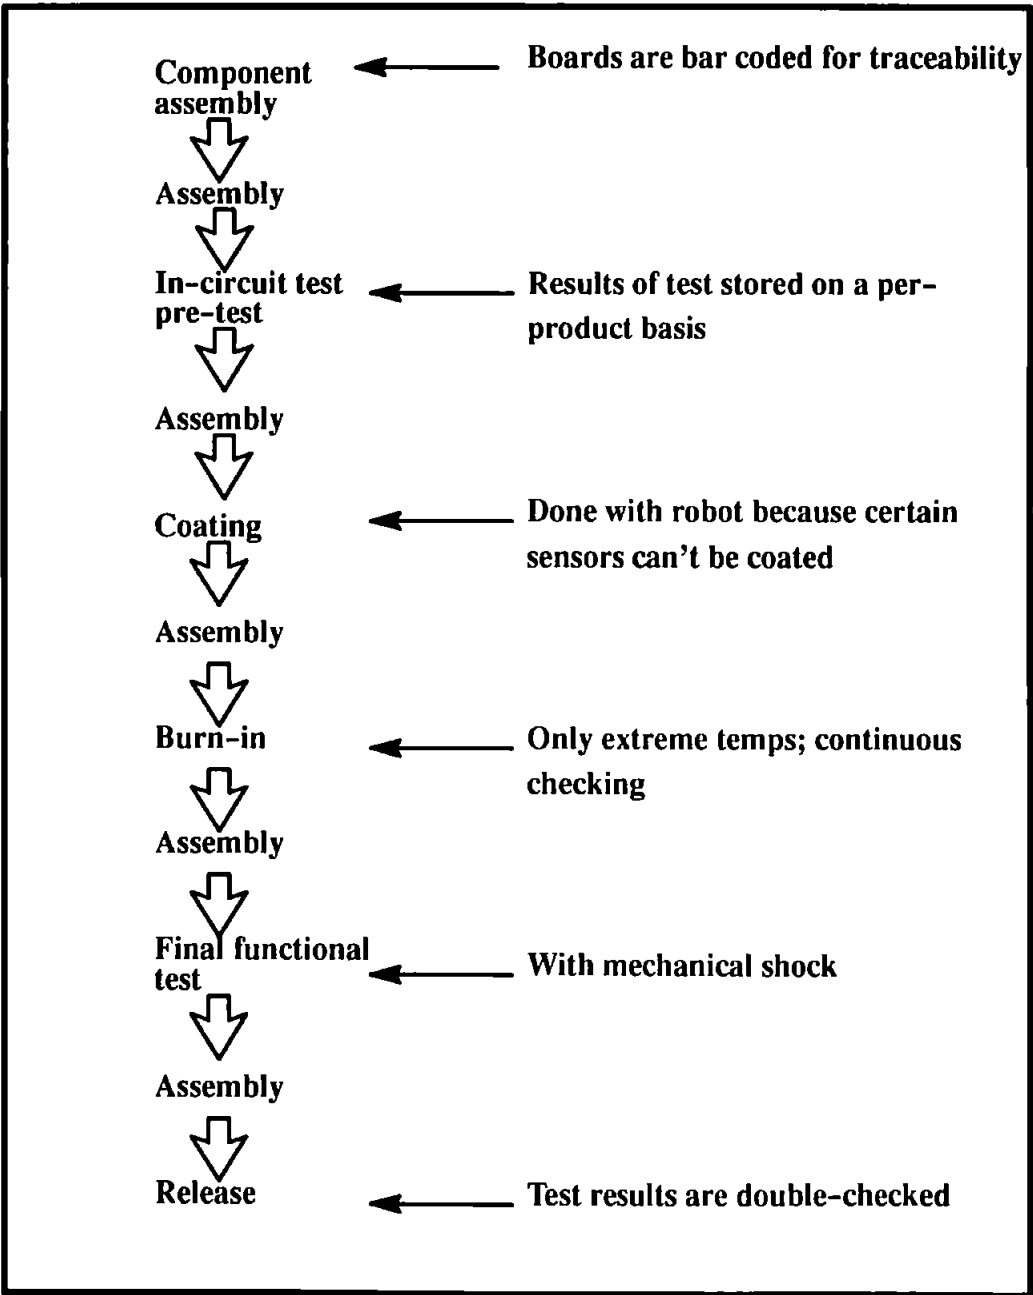 Component
assembly
Boards are bar coded for traceability
Assembly
In-circuit test
pre-test
Results of test stored on a per-
product basis
Assembly
Coating
Done with robot because certain
sensors can't be coated
Assembly
Burn-in
Only extreme temps; continuous
checking
Assembly
Final functional
test
With mechanical shock
Assembly
Release
Test results are double-checked